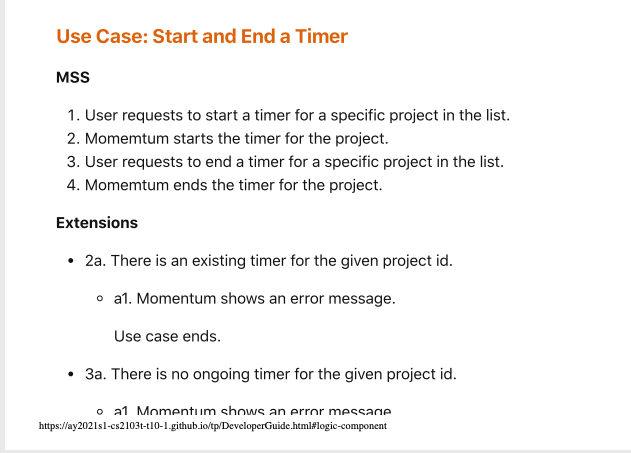 Use Case: Start and End a Timer
MSS
1. User requests to start a timer for a specific project in the list.
2. Momemtum starts the timer for the project.
3. User requests to end a timer for a specific project in the list.
4. Momemtum ends the timer for the project.
Extensions
• 2a. There is an existing timer for the given project id.
◦ a1. Momentum shows an error message.
Use case ends.
• 3a. There is no ongoing timer for the given project id.
◦ a1. Momentum shows an error message
https://ay2021s1-cs2103t-t10-1.github.io/tp/DeveloperGuide.html#logic-component